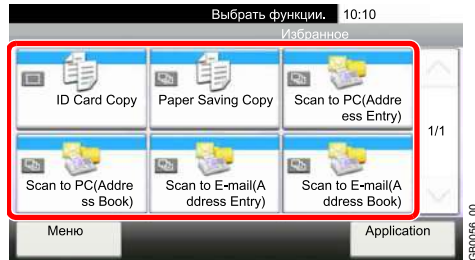 Выбрать функции.
10:10
Избранное
ID Card Copy
Paper Saving Copy
Scan to PC(Addre
ess Entry)
1/1
Scan to PC(Addre
ss Book)
Scan to E-mail(A
ddress Entry)
Scan to E-mail(A
ddress Book)
Меню
Application
GB0056_00